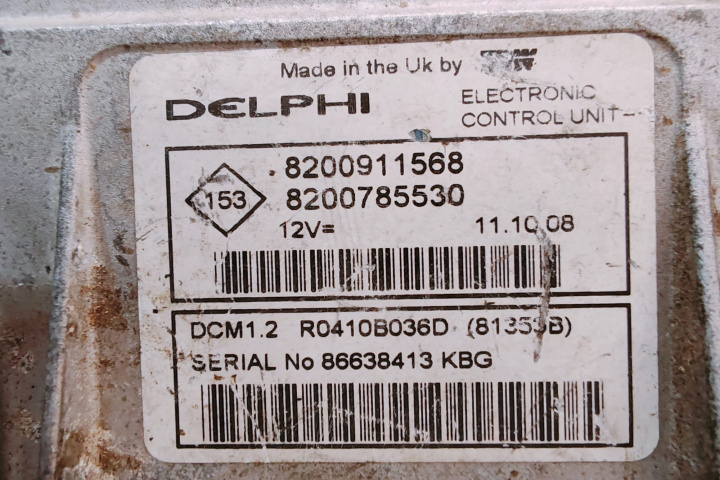 Made in the Uk by TRW
DELPHI
ELECTRONIC
CONTROL UNIT
8200911568
153
8200785530
12V= 11.10.08
DCM1.2 R0410B036D (81353B)
SERIAL No 86638413 KBG